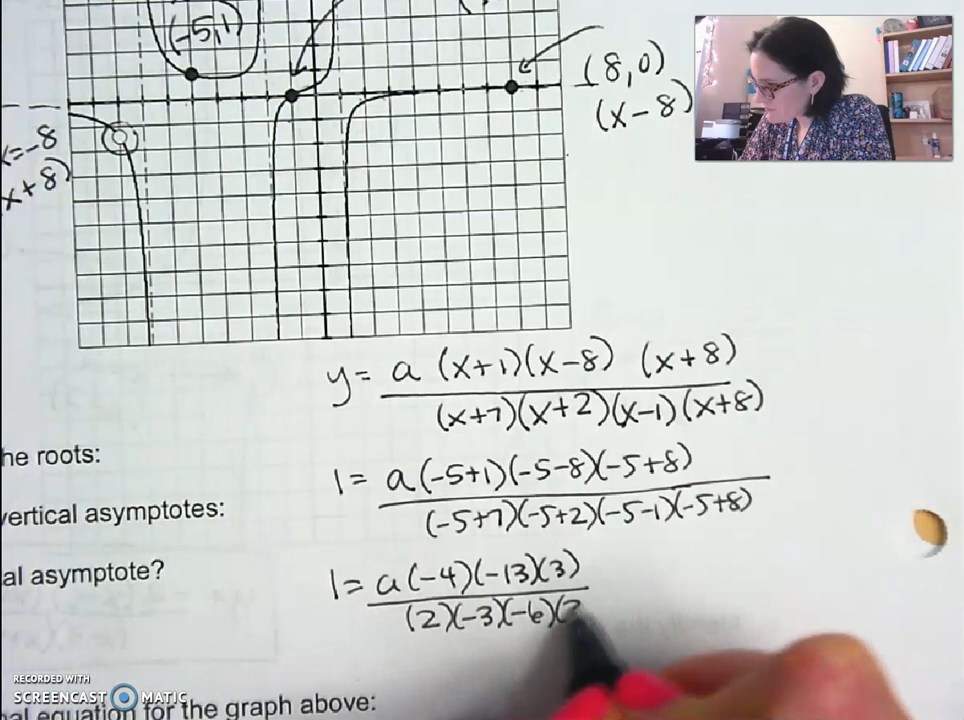 (-5,1)
(8,0)
(x-8)
x=-8
x+8)
y= a (x+1)(x-8) (x+8)
(x+7)(x+2)(x-1)(x+8)
he roots:
1= a(-5+1)(-5-8)(-5+8)
vertical asymptotes:
(-5+7)(-5+2)(-5-1)(-5+8)
al asymptote?
1= a(-4)(-13)(3)
(2)(-3)(-6)(
RECORDED WITH
SCREENCAST MATIC
nal equation for the graph above: